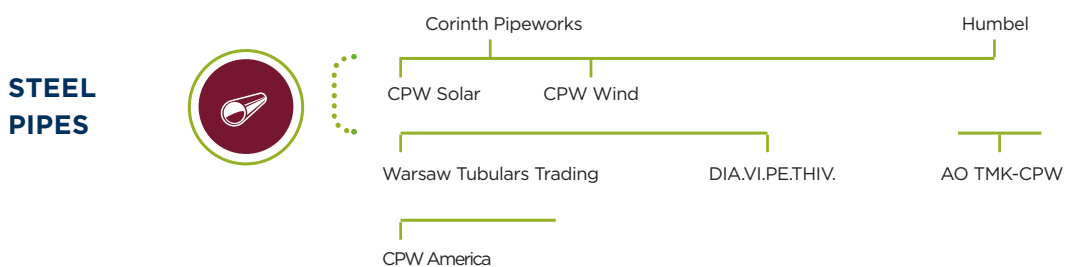 Corinth Pipeworks
Humbel
STEEL
PIPES
CPW Solar
CPW Wind
Warsaw Tubulars Trading
DIA.VI.PE.THIV.
AO TMK-CPW
CPW America